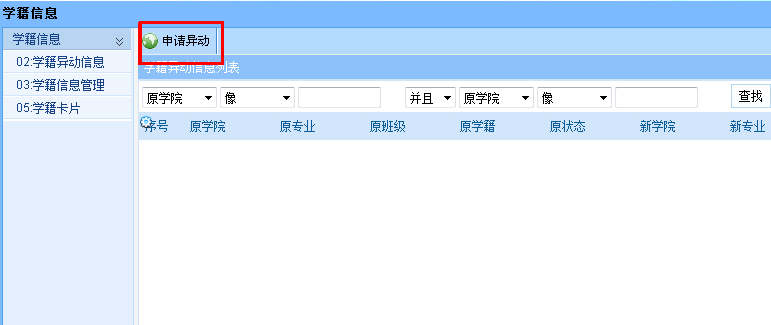 学籍信息
学籍信息
02:学籍异动信息
03:学籍信息管理
05:学籍卡片
申请异动
学籍异动信息列表
原学院 像 并且 原学院 像 查找
序号 原学院 原专业 原班级 原学籍 原状态 新学院 新专业